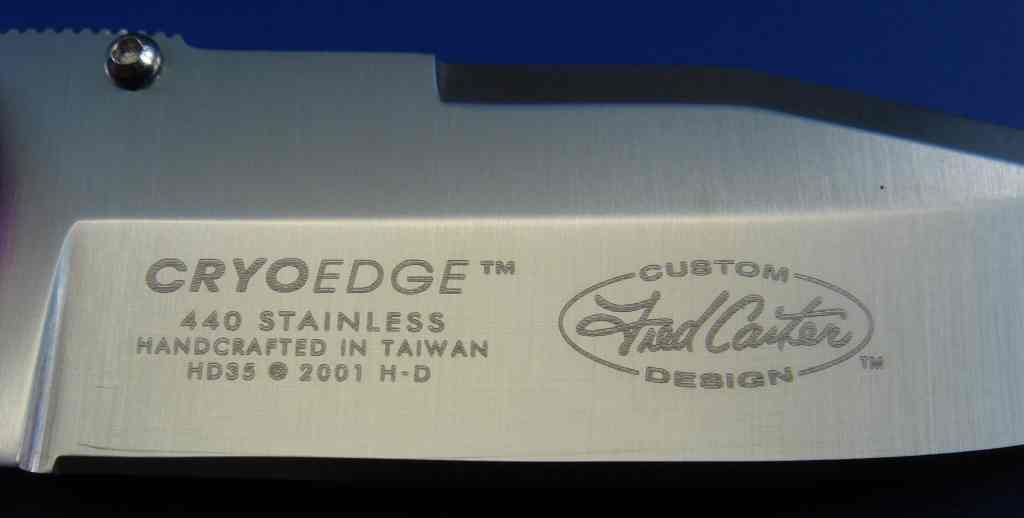 CRYOEDGE™
440 STAINLESS
HANDCRAFTED IN TAIWAN
HD35 © 2001 H-D
CUSTOM
Fred Carter
DESIGN
™